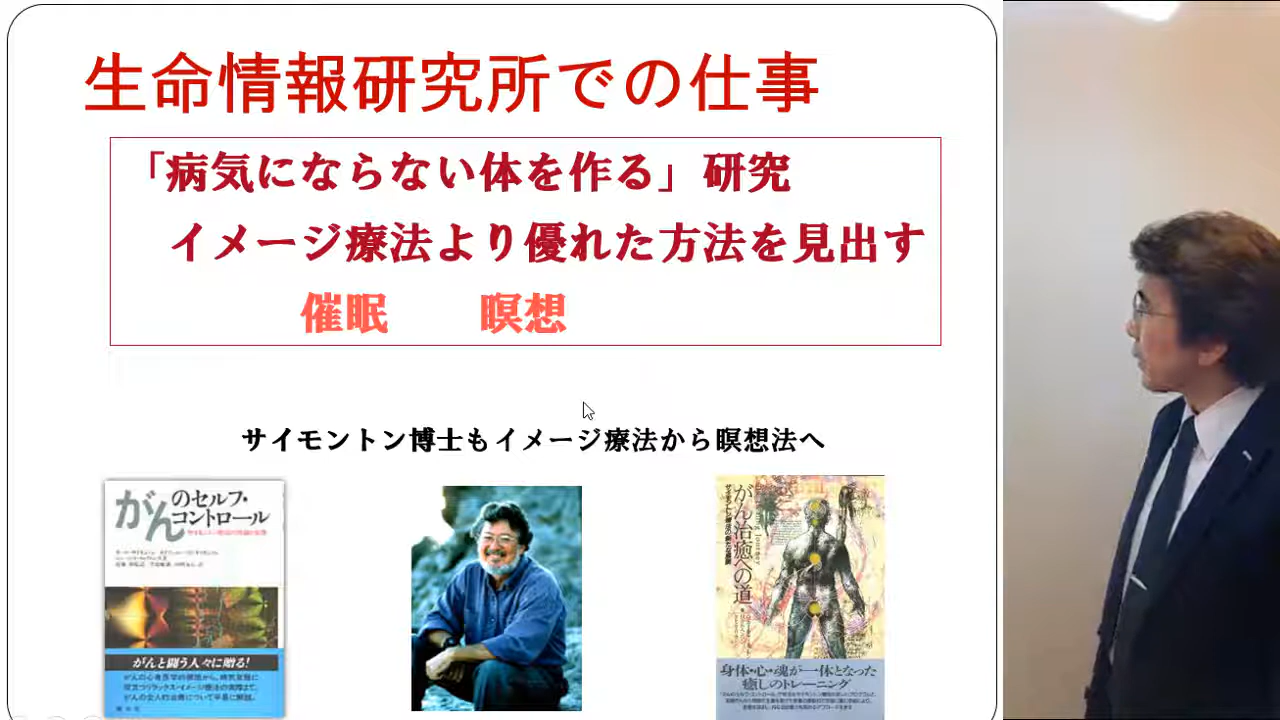 生命情報研究所での仕事
「病気にならない体を作る」研究
イメージ療法より優れた方法を見出す
催眠 瞑想
サイモントン博士もイメージ療法から瞑想法へ
がんのセルフ・
コントロール
がんと闘う人々に贈る!
がん治癒への道
身体・心・魂が一体となった
癒しのトレーニング